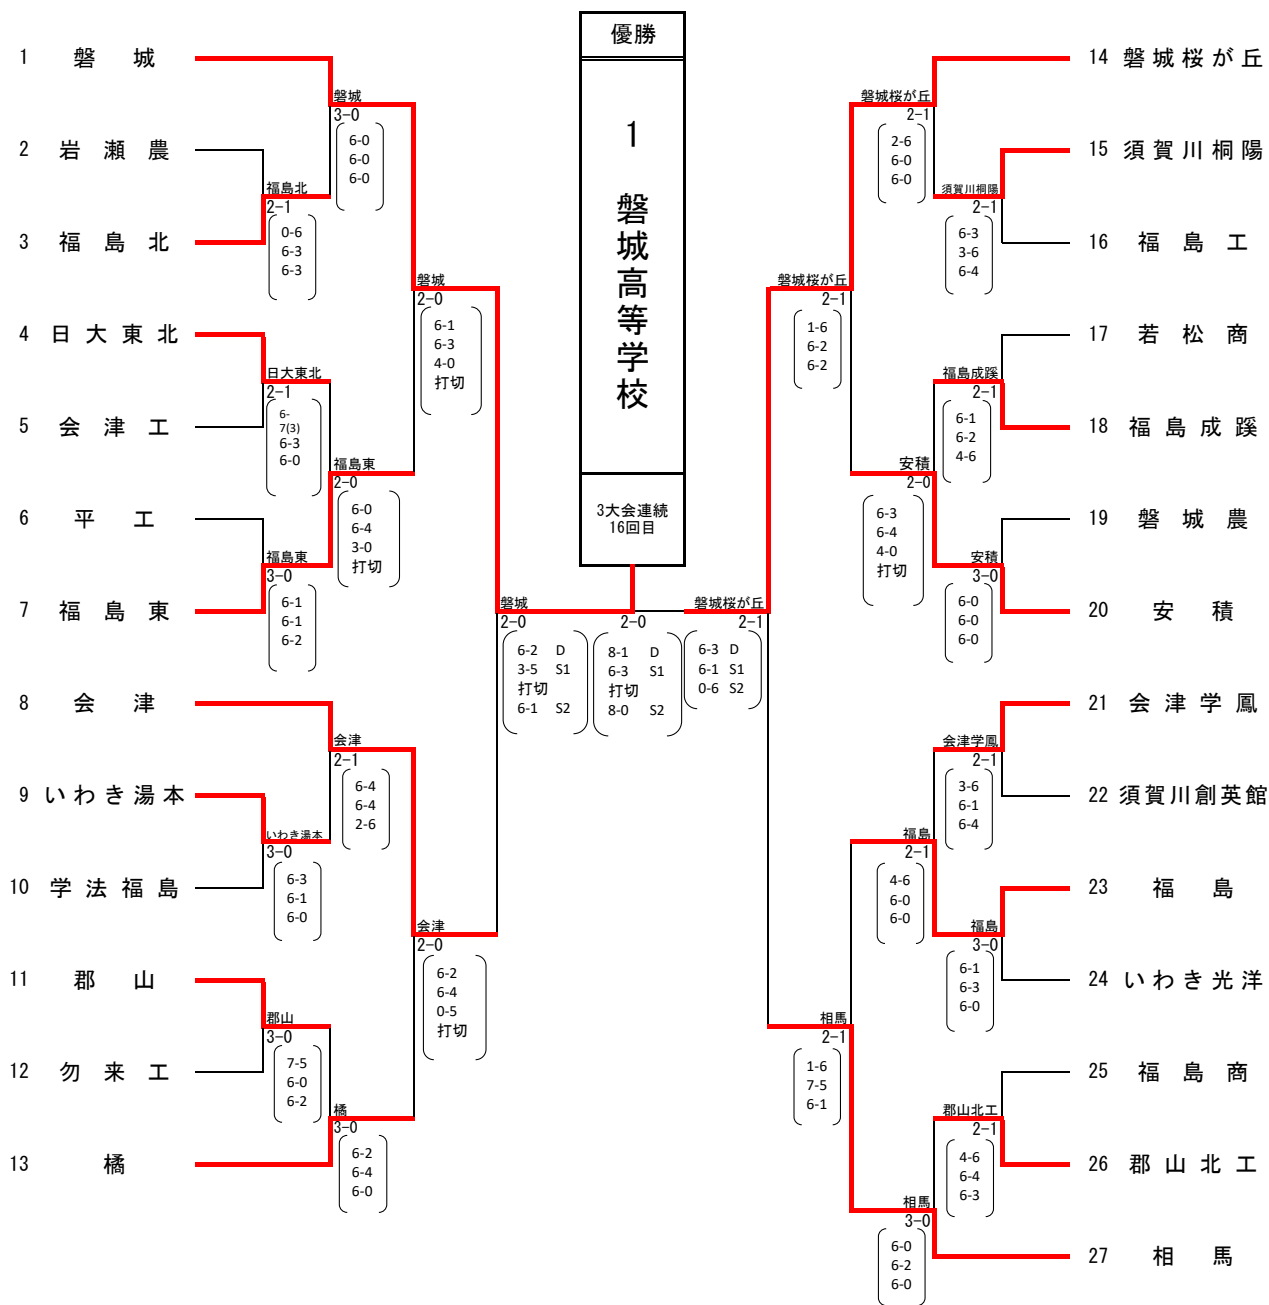 優勝
1
磐城高等学校
3大会連続
16回目
1 磐城
2 岩瀬農
3 福島北
4 日大東北
5 会津工
6 平工
7 福島東
8 会津
9 いわき湯本
10 学法福島
11 郡山
12 勿来工
13 橘
磐城
3-0
6-0
6-0
6-0
福島北
2-1
0-6
6-3
6-3
磐城
2-0
6-1
6-3
4-0
打切
日大東北
2-1
6-
7(3)
6-3
6-0
福島東
2-0
6-0
6-4
3-0
打切
福島東
3-0
6-1
6-1
6-2
磐城
2-0
6-2 D
3-5 S1
打切
6-1 S2
会津
2-1
6-4
6-4
2-6
いわき湯本
3-0
6-3
6-1
6-0
会津
2-0
6-2
6-4
0-5
打切
郡山
3-0
7-5
6-0
6-2
橘
3-0
6-2
6-4
6-0
2-0
8-1 D
6-3 S1
打切
8-0 S2
磐城桜が丘
2-1
6-3 D
6-1 S1
0-6 S2
磐城桜が丘
2-1
2-6
6-0
6-0
須賀川桐陽
2-1
6-3
3-6
6-4
磐城桜が丘
2-1
1-6
6-2
6-2
福島成蹊
2-1
6-1
6-2
4-6
安積
2-0
6-3
6-4
4-0
打切
安積
3-0
6-0
6-0
6-0
会津学鳳
2-1
3-6
6-1
6-4
福島
2-1
4-6
6-0
6-0
福島
3-0
6-1
6-3
6-0
相馬
2-1
1-6
7-5
6-1
郡山北工
2-1
4-6
6-4
6-3
相馬
3-0
6-0
6-2
6-0
14 磐城桜が丘
15 須賀川桐陽
16 福島工
17 若松商
18 福島成蹊
19 磐城農
20 安積
21 会津学鳳
22 須賀川創英館
23 福島
24 いわき光洋
25 福島商
26 郡山北工
27 相馬